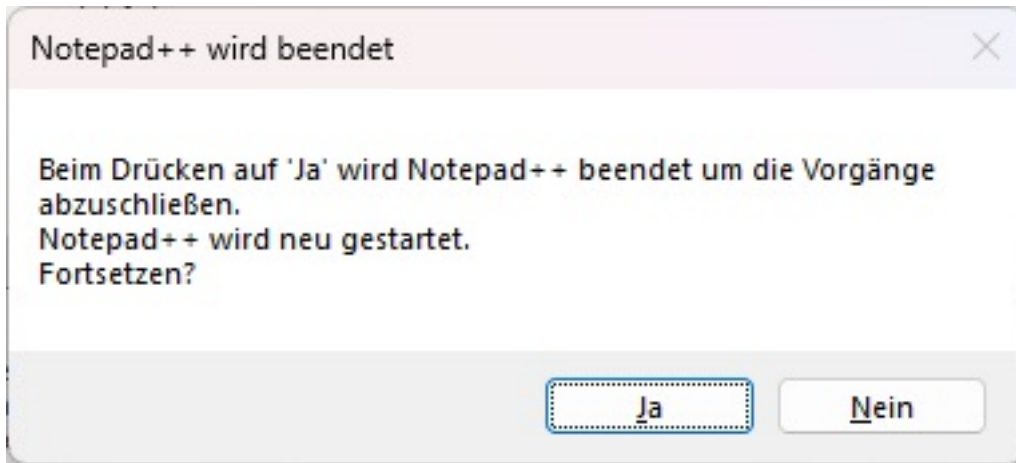 Notepad++ wird beendet
Beim Drücken auf 'Ja' wird Notepad++ beendet um die Vorgänge
abzuschließen.
Notepad++ wird neu gestartet.
Fortsetzen?
Ja
Nein